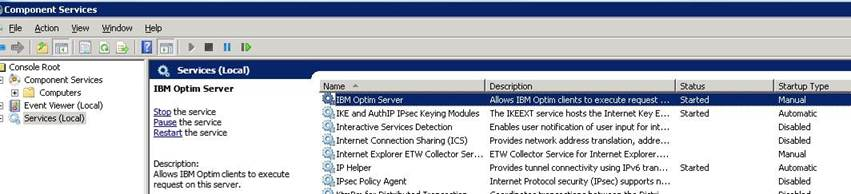 Component Services
File Action View Window Help
Console Root
Component Services
Computers
Event Viewer (Local)
Services (Local)
Services (Local)
IBM Optim Server
Stop the service
Pause the service
Restart the service
Description:
Allows IBM Optim clients to execute
request on this server.
Name Description Status Startup Type
IBM Optim Server Allows IBM Optim clients to execute request ... Started Manual
IKE and AuthIP IPsec Keying Modules The IKEEXT service hosts the Internet Key E... Started Automatic
Interactive Services Detection Enables user notification of user input for int... Disabled
Internet Connection Sharing (ICS) Provides network address translation, addre... Disabled
Internet Explorer ETW Collector Ser... ETW Collector Service for Internet Explorer.... Manual
IP Helper Provides tunnel connectivity using IPv6 tran... Started Automatic
IPsec Policy Agent Internet Protocol security (IPsec) supports n... Disabled